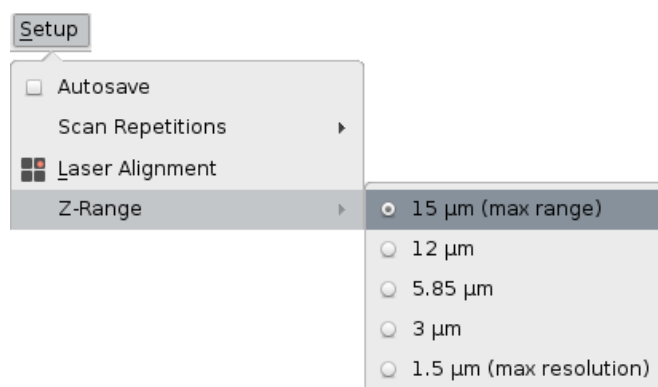 Setup
Autosave
Scan Repetitions
Laser Alignment
Z-Range
15 μm (max range)
12 μm
5.85 μm
3 μm
1.5 μm (max resolution)